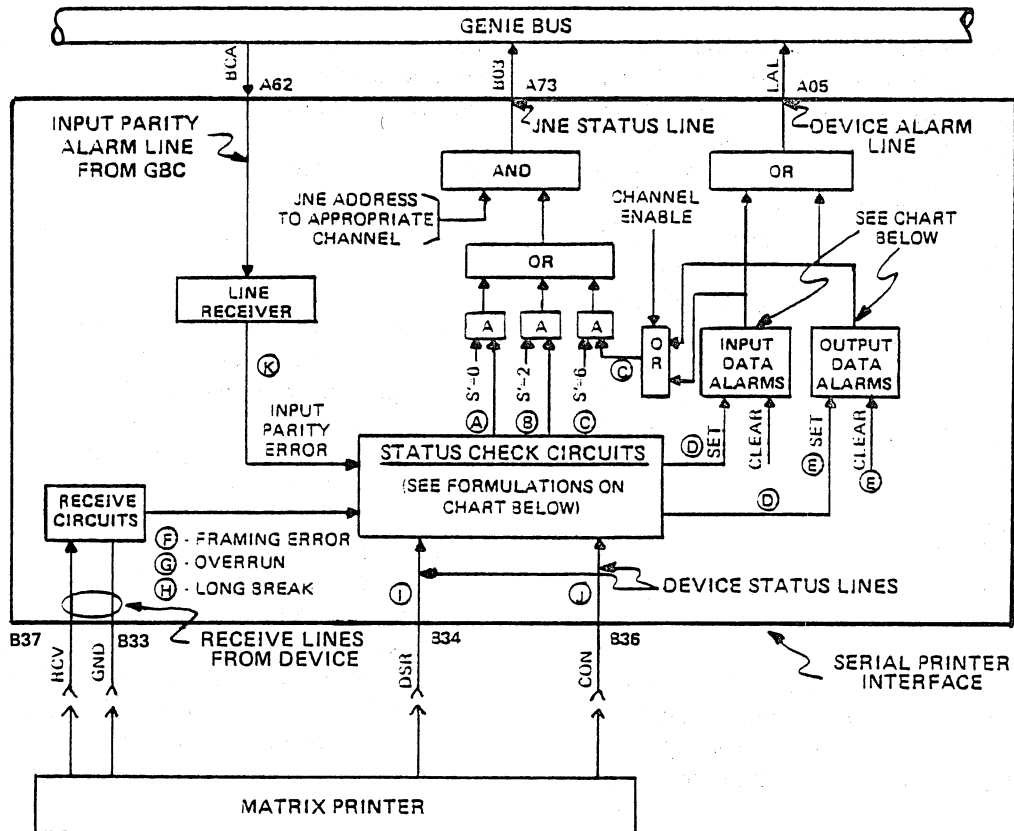 GENIE BUS
BCA
A62
B03
A73
LAL
A05
INPUT PARITY
ALARM LINE
FROM GBC
JNE STATUS LINE
DEVICE ALARM
LINE
AND
OR
JNE ADDRESS
TO APPROPRIATE
CHANNEL
CHANNEL
ENABLE
SEE CHART
BELOW
OR
LINE
RECEIVER
A
A
A
O
R
INPUT
DATA
ALARMS
OUTPUT
DATA
ALARMS
K
S'=0
S'=2
S'=6
C
A
B
C
INPUT
PARITY
ERROR
D
SET
CLEAR
D
E
SET
CLEAR
E
STATUS CHECK CIRCUITS
(SEE FORMULATIONS ON
CHART BELOW)
RECEIVE
CIRCUITS
F - FRAMING ERROR
G - OVERRUN
H - LONG BREAK
I
J
DEVICE STATUS LINES
B37
B33
RECEIVE LINES
FROM DEVICE
B34
B36
SERIAL PRINTER
INTERFACE
RCV
GND
DSR
CON
MATRIX PRINTER